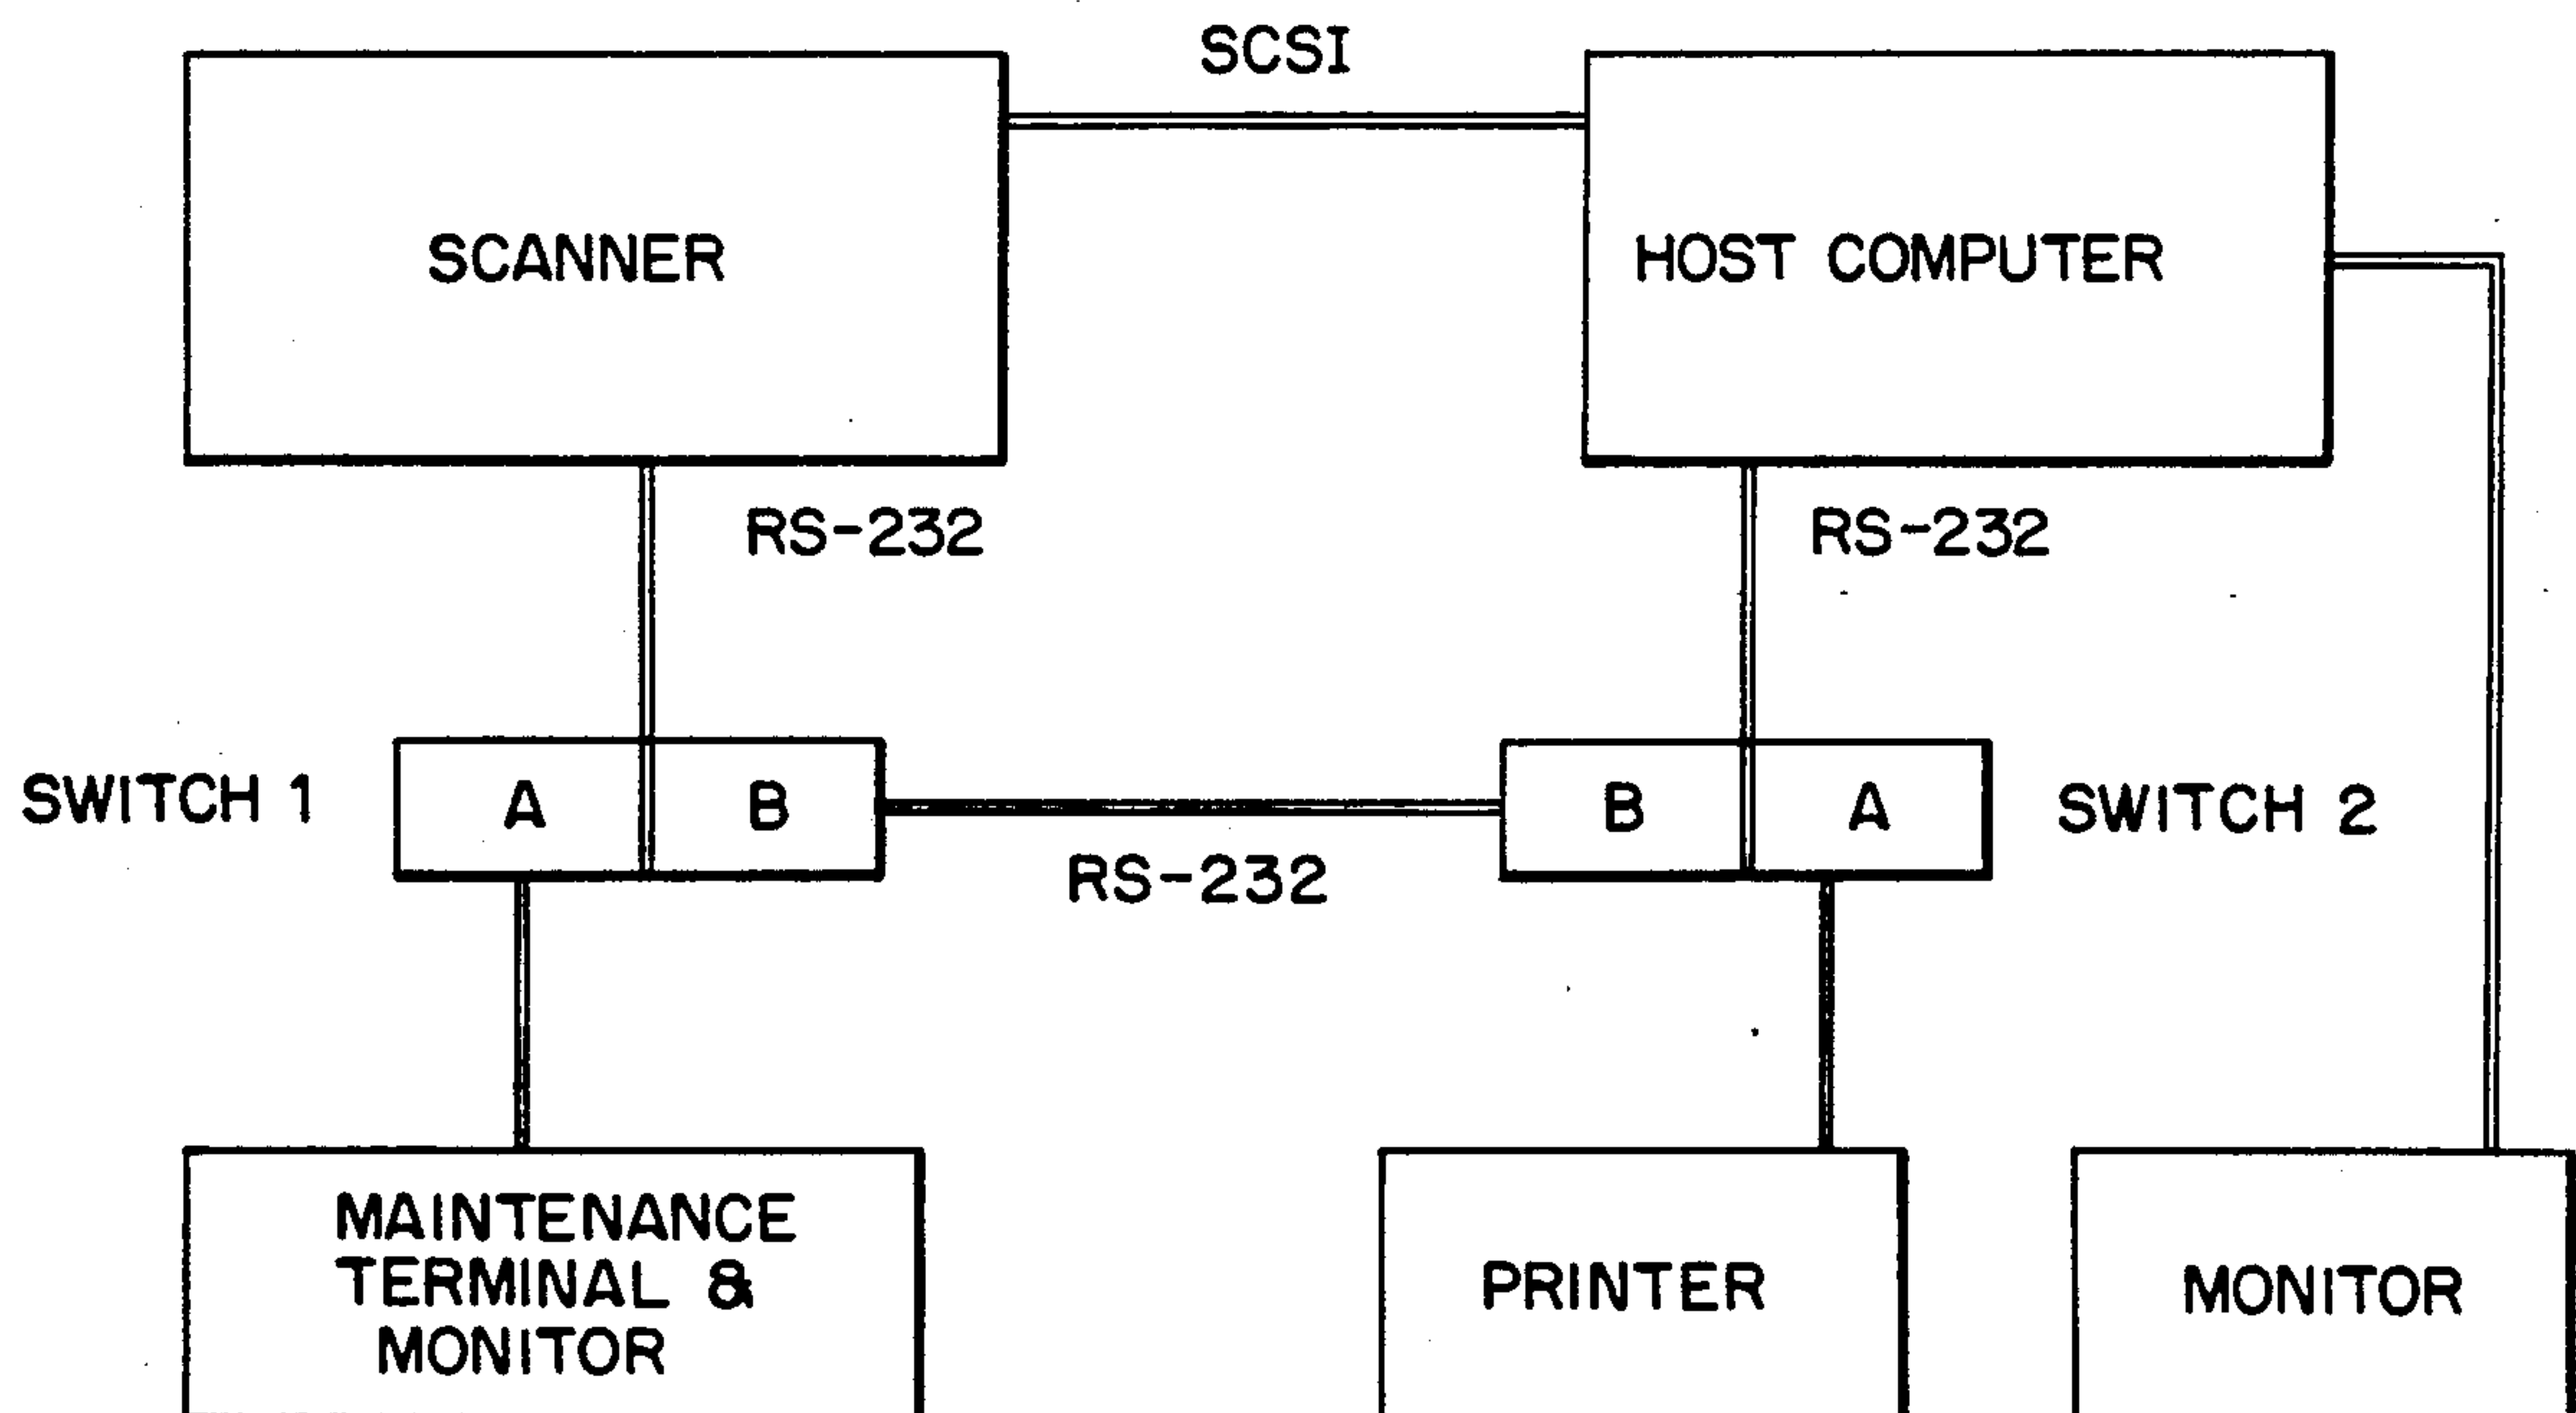 SCSI
SCANNER
HOST COMPUTER
RS-232
RS-232
SWITCH 1
A
B
B
A
SWITCH 2
RS-232
MAINTENANCE
TERMINAL &
MONITOR
PRINTER
MONITOR